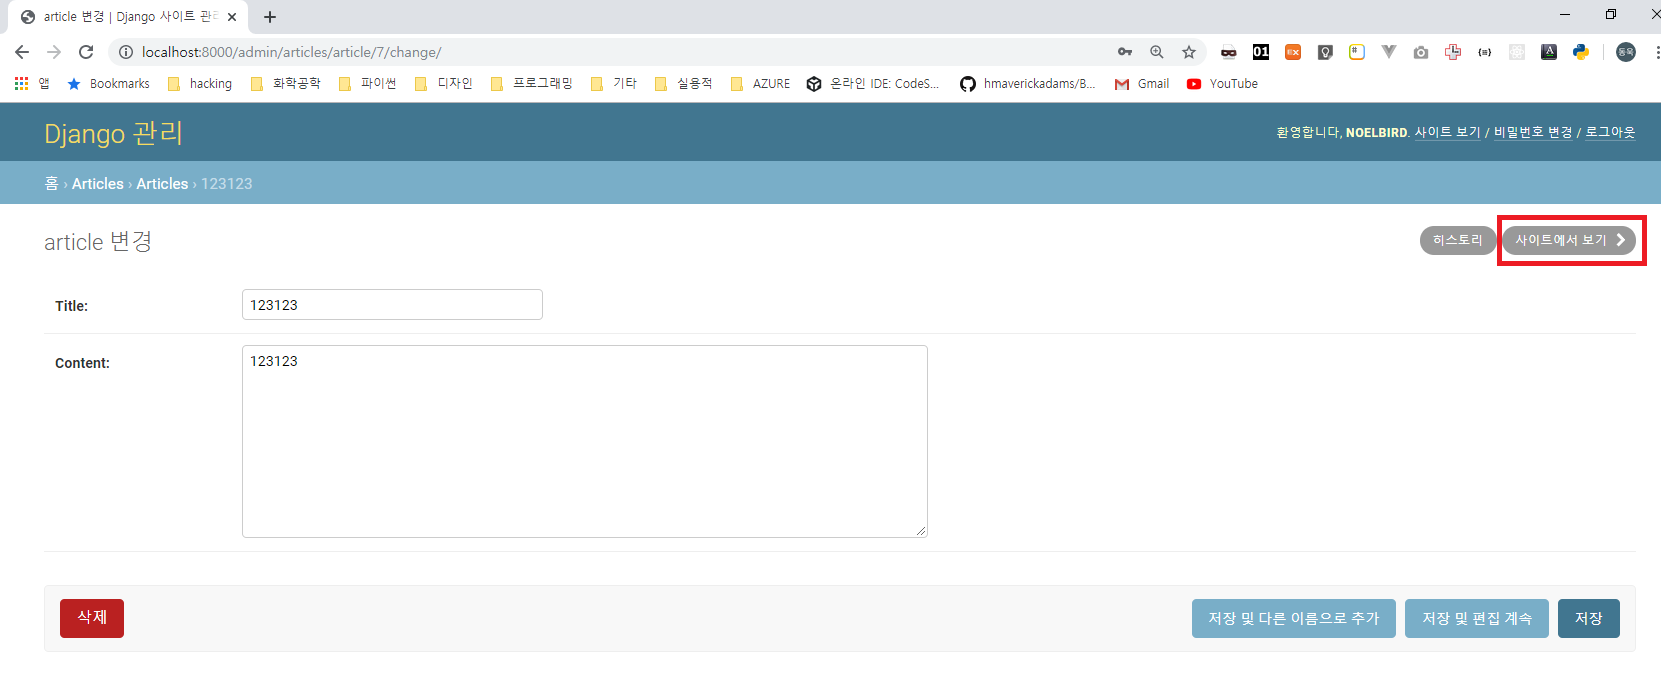 article 변경 | Django 사이트 관리
localhost:8000/admin/articles/article/7/change/
앱 Bookmarks hacking 화학공학 파이썬 디자인 프로그래밍 기타 실용적 AZURE 온라인 IDE: CodeS... hmaverickadams/B... Gmail YouTube
Django 관리
환영합니다, NOELBIRD. 사이트 보기 / 비밀번호 변경 / 로그아웃
홈 › Articles › Articles › 123123
article 변경
히스토리 사이트에서 보기
Title: 123123
Content: 123123
삭제 저장 및 다른 이름으로 추가 저장 및 편집 계속 저장